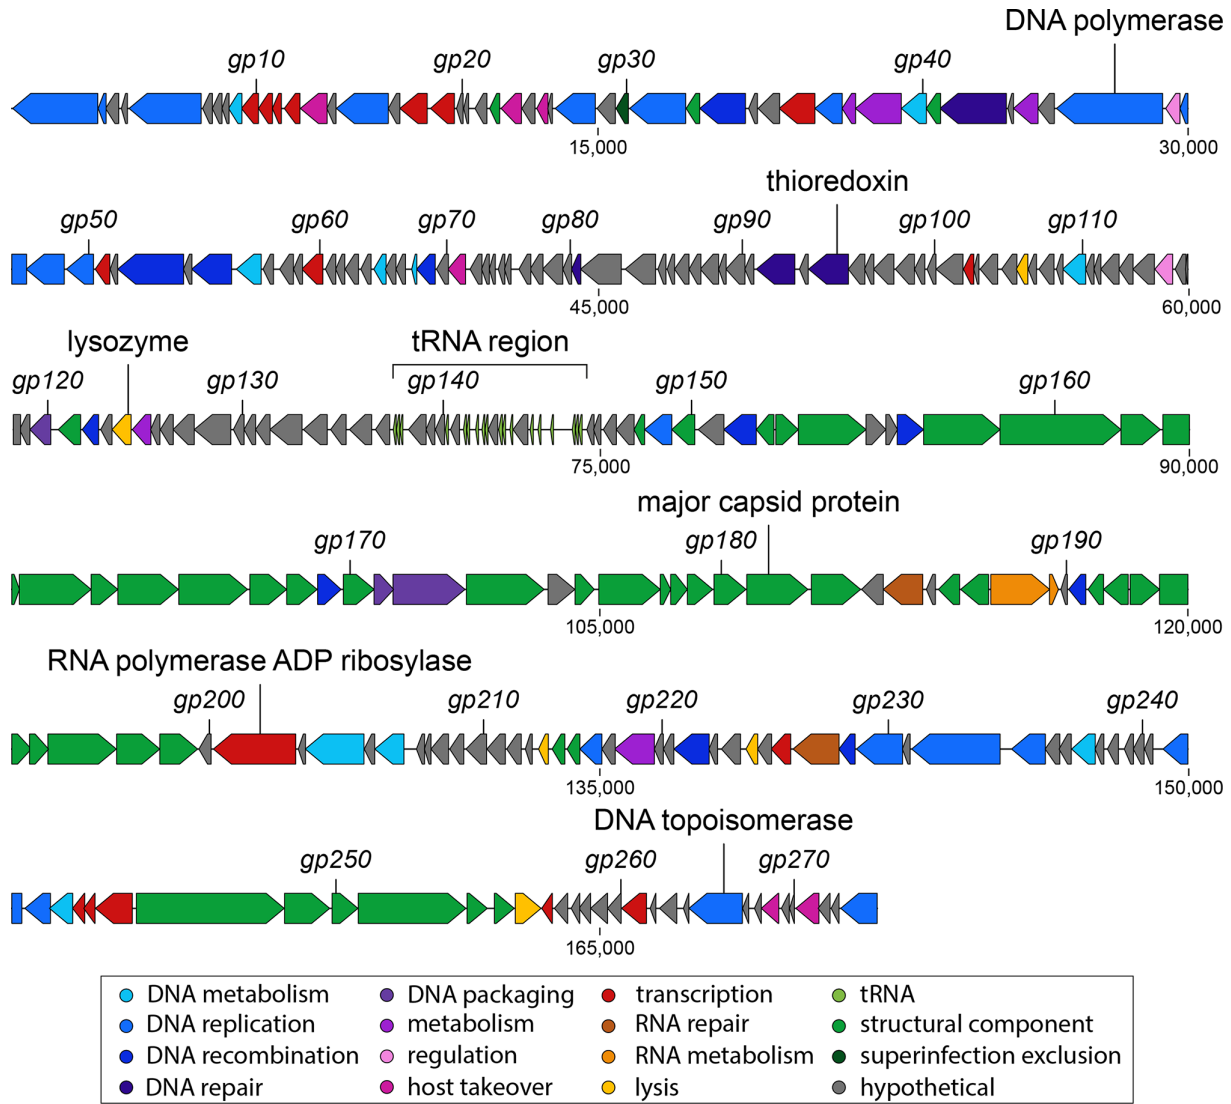 DNA polymerase
gp10 gp20 gp30 gp40
15,000 30,000
thioredoxin
gp50 gp60 gp70 gp80 gp90 gp100 gp110
45,000 60,000
lysozyme tRNA region
gp120 gp130 gp140 gp150 gp160
75,000 90,000
major capsid protein
gp170 gp180 gp190
105,000 120,000
RNA polymerase ADP ribosylase
gp200 gp210 gp220 gp230 gp240
135,000 150,000
DNA topoisomerase
gp250 gp260 gp270
165,000
DNA metabolism DNA packaging transcription tRNA
DNA replication metabolism RNA repair structural component
DNA recombination regulation RNA metabolism superinfection exclusion
DNA repair host takeover lysis hypothetical